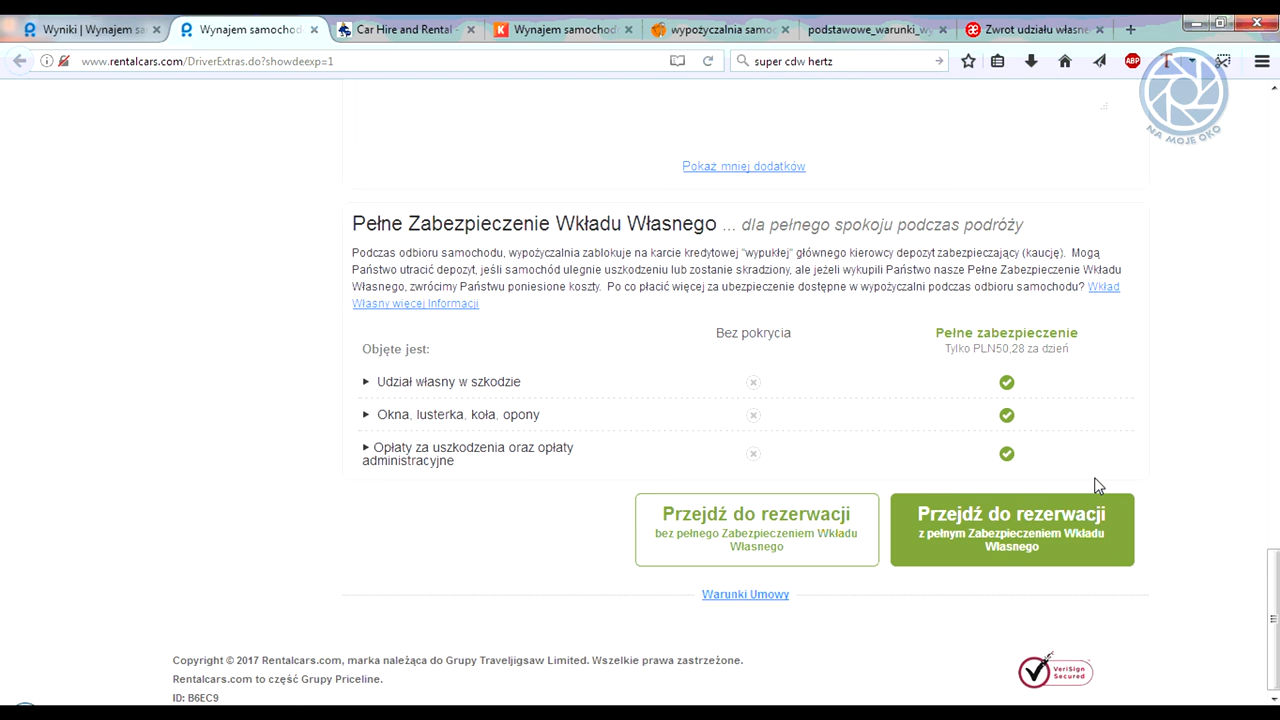 Wyniki | Wynajem sa
Wynajem samochod
Car Hire and Rental -
Wynajem samochod
wypożyczalnia samo
podstawowe_warunki_w
Zwrot udziału własne
www.rentalcars.com/DriverExtras.do?showdeexp=1
super cdw hertz
ABP
NA MOJE OKO
Pokaż mniej dodatków
Pełne Zabezpieczenie Wkładu Własnego ... dla pełnego spokoju podczas podróży
Podczas odbioru samochodu, wypożyczalnia zablokuje na karcie kredytowej "wypukłej" głównego kierowcy depozyt zabezpieczający (kaucję). Mogą
Państwo utracić depozyt, jeśli samochód ulegnie uszkodzeniu lub zostanie skradziony, ale jeżeli wykupili Państwo nasze Pełne Zabezpieczenie Wkładu
Własnego, zwrócimy Państwu poniesione koszty. Po co płacić więcej za ubezpieczenie dostępne w wypożyczalni podczas odbioru samochodu? Wkład
Własny więcej Informacji
Bez pokrycia
Pełne zabezpieczenie
Objęte jest:
Tylko PLN50,28 za dzień
Udział własny w szkodzie
Okna, lusterka, koła, opony
Opłaty za uszkodzenia oraz opłaty
administracyjne
Przejdź do rezerwacji
bez pełnego Zabezpieczeniem Wkładu
Własnego
Przejdź do rezerwacji
z pełnym Zabezpieczeniem Wkładu
Własnego
Warunki Umowy
Copyright © 2017 Rentalcars.com, marka należąca do Grupy Traveljigsaw Limited. Wszelkie prawa zastrzeżone.
Rentalcars.com to część Grupy Priceline.
ID: B6EC9
VeriSign
Secured